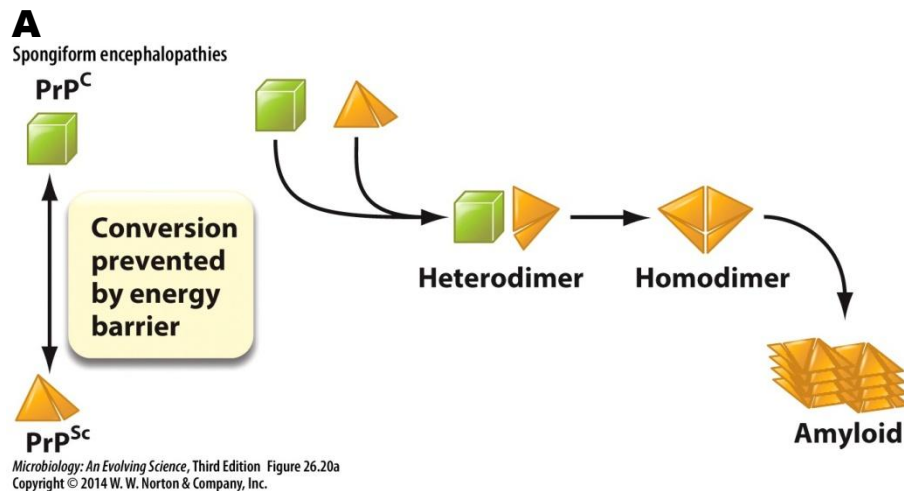 A
Spongiform encephalopathies
PrPC
Conversion
prevented
by energy
barrier
Heterodimer
Homodimer
PrPSc
Amyloid
Microbiology: An Evolving Science, Third Edition Figure 26.20a
Copyright © 2014 W. W. Norton & Company, Inc.